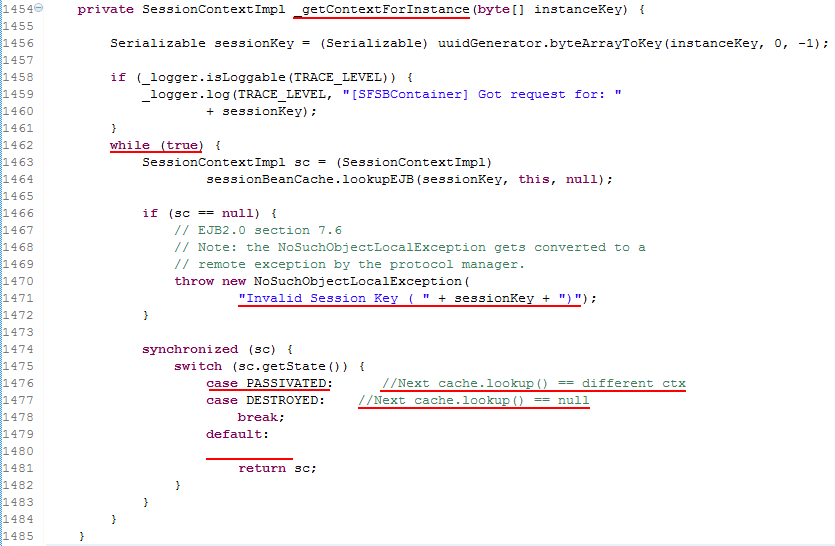 1454 private SessionContextImpl _getContextForInstance(byte[] instanceKey) {
1455
1456 Serializable sessionKey = (Serializable) uuidGenerator.byteArrayToKey(instanceKey, 0, -1);
1457
1458 if (_logger.isLoggable(TRACE_LEVEL)) {
1459 _logger.log(TRACE_LEVEL, "[SFSBContainer] Got request for: "
1460 + sessionKey);
1461 }
1462 while (true) {
1463 SessionContextImpl sc = (SessionContextImpl)
1464 sessionBeanCache.lookupEJB(sessionKey, this, null);
1465
1466 if (sc == null) {
1467 // EJB2.0 section 7.6
1468 // Note: the NoSuchObjectLocalException gets converted to a
1469 // remote exception by the protocol manager.
1470 throw new NoSuchObjectLocalException(
1471 "Invalid Session Key ( " + sessionKey + ")");
1472 }
1473
1474 synchronized (sc) {
1475 switch (sc.getState()) {
1476 case PASSIVATED: //Next cache.lookup() == different ctx
1477 case DESTROYED: //Next cache.lookup() == null
1478 break;
1479 default:
1480
1481 return sc;
1482 }
1483 }
1484 }
1485 }